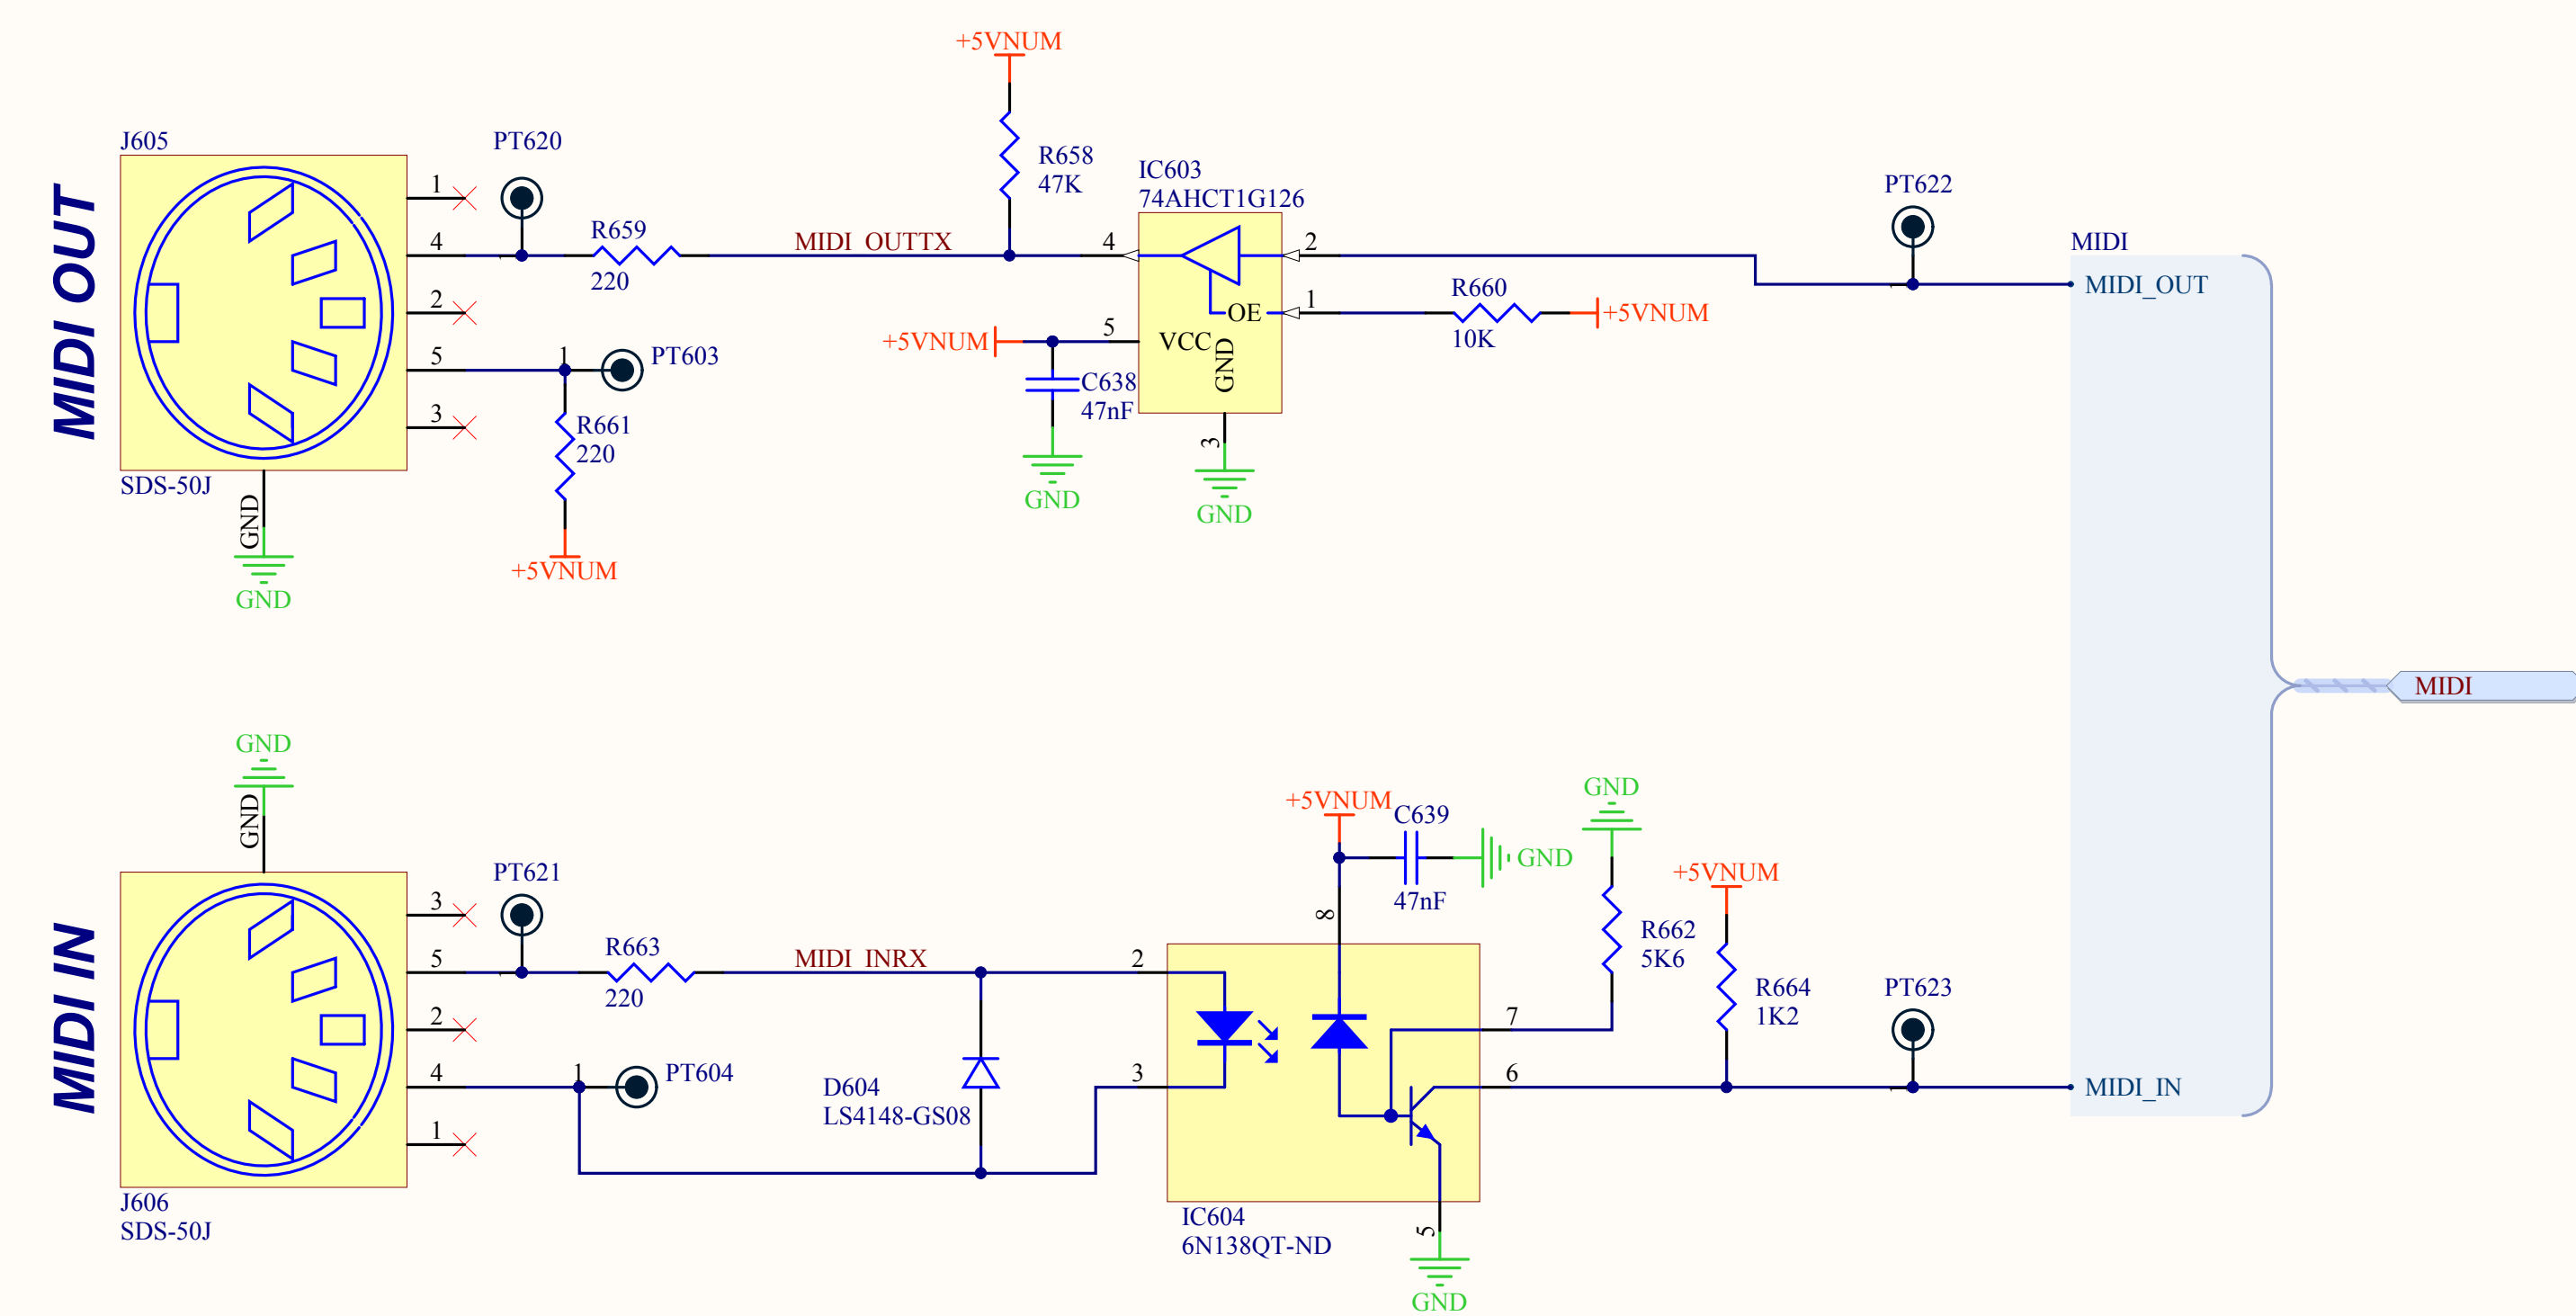 MIDI OUT
J605
SDS-50J
1
4
2
5
3
GND
GND
PT620
R659
220
MIDI_OUTTX
1
PT603
R661
220
+5VNUM
+5VNUM
R658
47K
IC603
74AHCT1G126
4
2
1
OE
5
VCC
GND
3
GND
+5VNUM
C638
47nF
GND
R660
10K
+5VNUM
PT622
MIDI
MIDI_OUT
MIDI_IN
MIDI
MIDI IN
GND
GND
J606
SDS-50J
3
5
2
4
1
PT621
R663
220
MIDI_INRX
1
PT604
D604
LS4148-GS08
2
3
+5VNUM
C639
47nF
GND
8
7
6
5
GND
IC604
6N138QT-ND
GND
R662
5K6
+5VNUM
R664
1K2
PT623